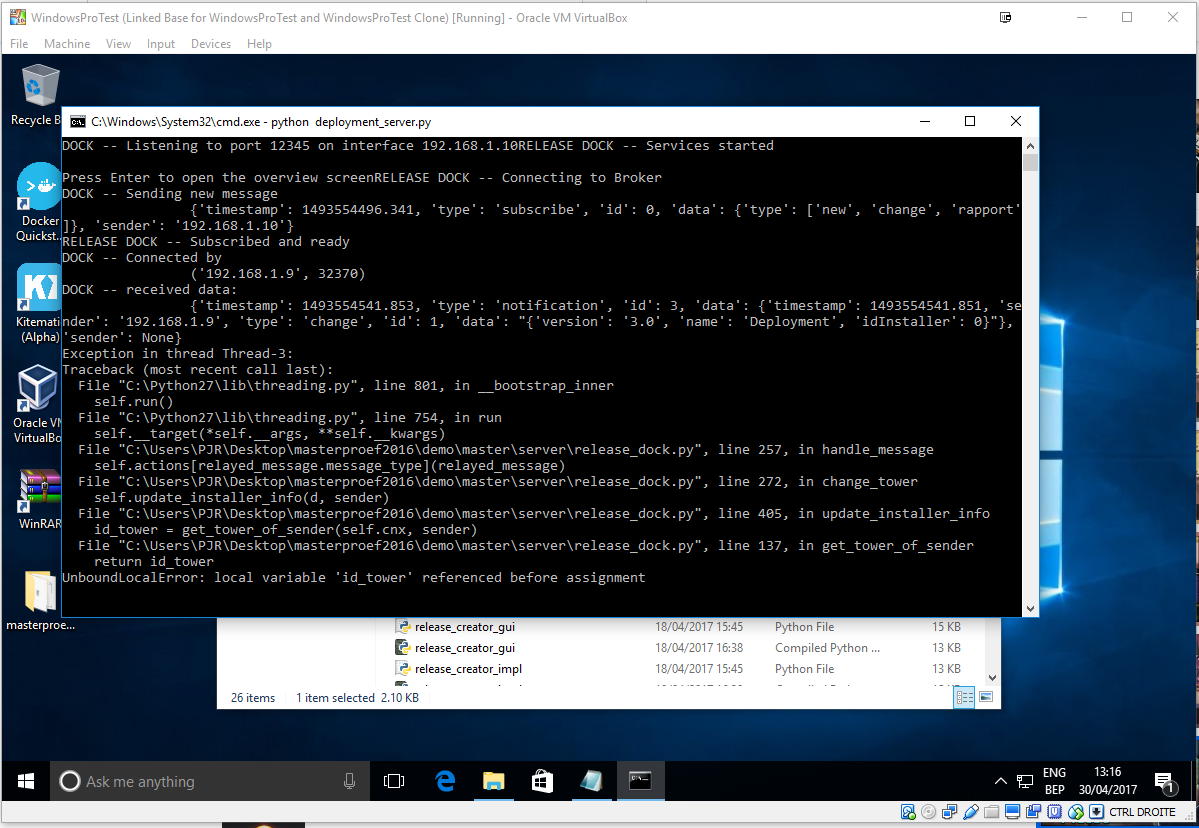 WindowsProTest (Linked Base for WindowsProTest and WindowsProTest Clone) [Running] - Oracle VM VirtualBox
File Machine View Input Devices Help
Recycle B
Docker
Quickst...
Kitematic
(Alpha)
Oracle VM
VirtualBo
WinRAR
masterproe...
C:\Windows\System32\cmd.exe - python deployment_server.py
DOCK -- Listening to port 12345 on interface 192.168.1.10RELEASE DOCK -- Services started
Press Enter to open the overview screenRELEASE DOCK -- Connecting to Broker
DOCK -- Sending new message
{'timestamp': 1493554496.341, 'type': 'subscribe', 'id': 0, 'data': {'type': ['new', 'change', 'rapport'
]}, 'sender': '192.168.1.10'}
RELEASE DOCK -- Subscribed and ready
DOCK -- Connected by
('192.168.1.9', 32370)
DOCK -- received data:
{'timestamp': 1493554541.853, 'type': 'notification', 'id': 3, 'data': {'timestamp': 1493554541.851, 'se
nder': '192.168.1.9', 'type': 'change', 'id': 1, 'data': "{'version': '3.0', 'name': 'Deployment', 'idInstaller': 0}"},
'sender': None}
Exception in thread Thread-3:
Traceback (most recent call last):
File "C:\Python27\lib\threading.py", line 801, in __bootstrap_inner
self.run()
File "C:\Python27\lib\threading.py", line 754, in run
self.__target(*self.__args, **self.__kwargs)
File "C:\Users\PJR\Desktop\masterproef2016\demo\master\server\release_dock.py", line 257, in handle_message
self.actions[relayed_message.message_type](relayed_message)
File "C:\Users\PJR\Desktop\masterproef2016\demo\master\server\release_dock.py", line 272, in change_tower
self.update_installer_info(d, sender)
File "C:\Users\PJR\Desktop\masterproef2016\demo\master\server\release_dock.py", line 405, in update_installer_info
id_tower = get_tower_of_sender(self.cnx, sender)
File "C:\Users\PJR\Desktop\masterproef2016\demo\master\server\release_dock.py", line 137, in get_tower_of_sender
return id_tower
UnboundLocalError: local variable 'id_tower' referenced before assignment
release_creator_gui 18/04/2017 15:45 Python File 15 KB
release_creator_gui 18/04/2017 16:38 Compiled Python ... 13 KB
release_creator_impl 18/04/2017 15:45 Python File 13 KB
26 items 1 item selected 2.10 KB
Ask me anything
ENG
BEP
13:16
30/04/2017
1
CTRL DROITE